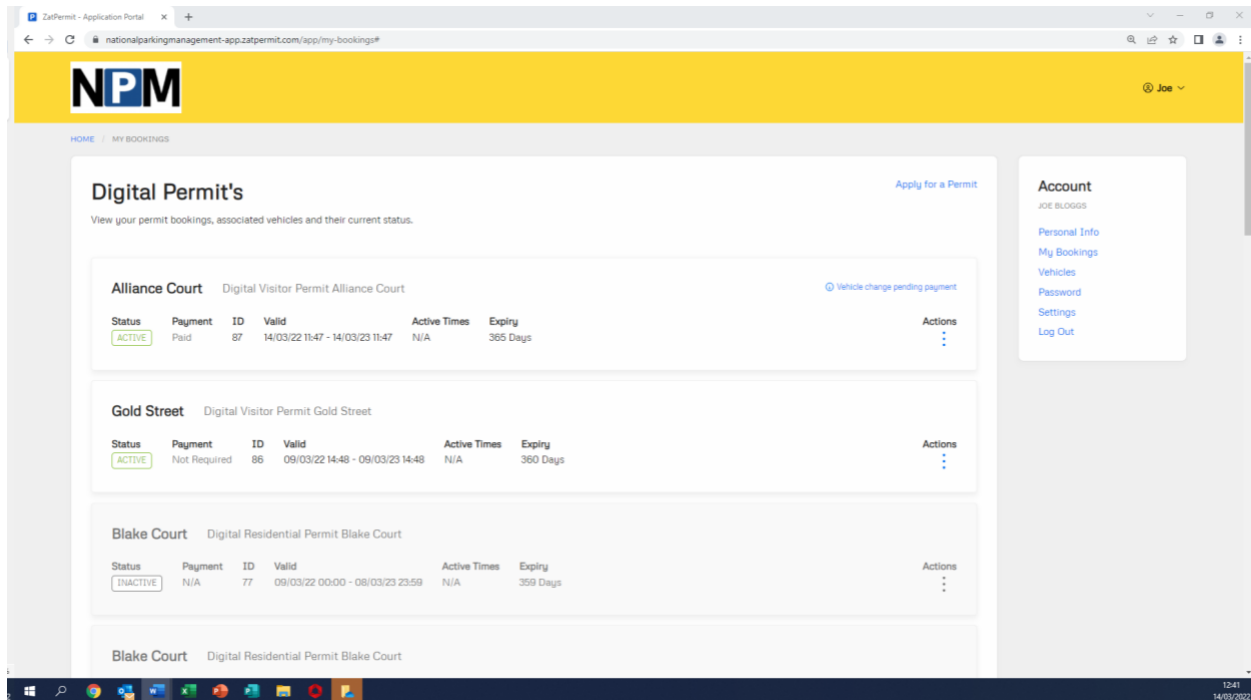 ZatPermit - Application Portal
nationalparkingmanagement-app.zatpermit.com/app/my-bookings#
NPM
Joe
HOME / MY BOOKINGS
Digital Permit's
Apply for a Permit
View your permit bookings, associated vehicles and their current status.
Alliance Court Digital Visitor Permit Alliance Court
Vehicle change pending payment
Status Payment ID Valid Active Times Expiry Actions
ACTIVE Paid 87 14/03/22 11:47 - 14/03/23 11:47 N/A 365 Days
Gold Street Digital Visitor Permit Gold Street
Status Payment ID Valid Active Times Expiry Actions
ACTIVE Not Required 86 09/03/22 14:48 - 09/03/23 14:48 N/A 360 Days
Blake Court Digital Residential Permit Blake Court
Status Payment ID Valid Active Times Expiry Actions
INACTIVE N/A 77 09/03/22 00:00 - 08/03/23 23:59 N/A 359 Days
Blake Court Digital Residential Permit Blake Court
Account
JOE BLOGGS
Personal Info
My Bookings
Vehicles
Password
Settings
Log Out
12:41
14/03/2022